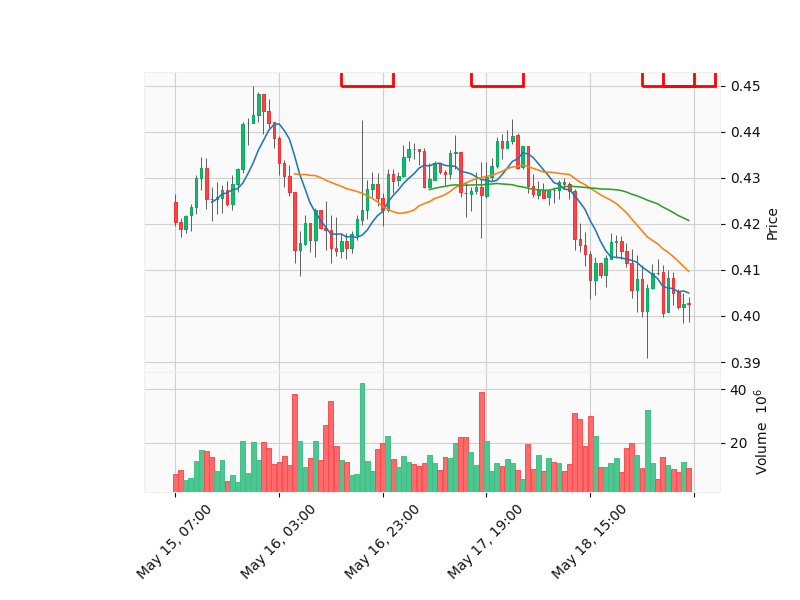 0.45
0.44
0.43
0.42
0.41
0.40
0.39
Price
40
20
Volume 10^6
May 15, 07:00
May 16, 03:00
May 16, 23:00
May 17, 19:00
May 18, 15:00